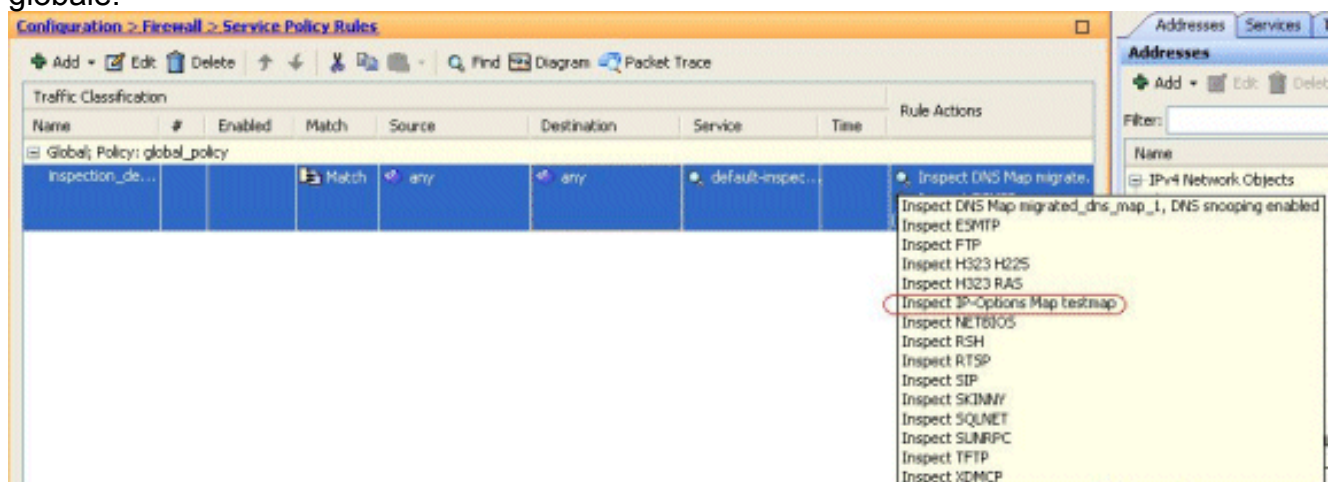 globale.
Configuration > Firewall > Service Policy Rules
Add Edit Delete Find Diagram Packet Trace
Traffic Classification
Name # Enabled Match Source Destination Service Time Rule Actions
Global; Policy: global_policy
inspection_de... Match any any default-inspec... Inspect DNS Map migrate.
Inspect DNS Map migrated_dns_map_1, DNS snooping enabled
Inspect ESMTP
Inspect FTP
Inspect H323 H225
Inspect H323 RAS
Inspect IP-Options Map testmap
Inspect NETBIOS
Inspect RSH
Inspect RTSP
Inspect SIP
Inspect SKINNY
Inspect SQLNET
Inspect SUNRPC
Inspect TFTP
Inspect XDMCP
Addresses Services
Addresses
Add Edit Delet
Filter:
Name
IPv4 Network Objects